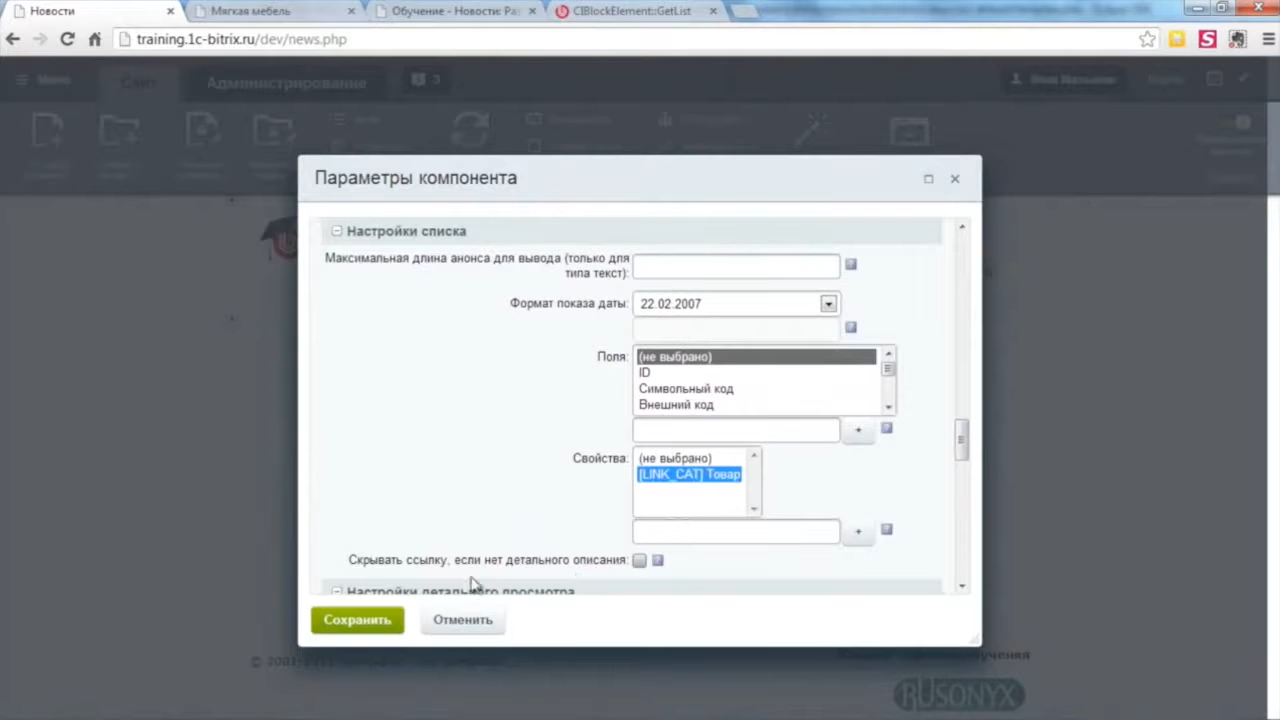 Новости
Мягкая мебель
Обучение - Новости: Ра
CIBlockElement::GetList
training.1c-bitrix.ru/dev/news.php
Меню
Сайт
Администрирование
3
Параметры компонента
Настройки списка
Максимальная длина анонса для вывода (только для
типа текст):
Формат показа даты:
22.02.2007
Поля:
(не выбрано)
ID
Символьный код
Внешний код
+
Свойства:
(не выбрано)
[LINK_CAT] Товар
+
Скрывать ссылку, если нет детального описания:
Настройки детального просмотра
Сохранить
Отменить
RUSONYX